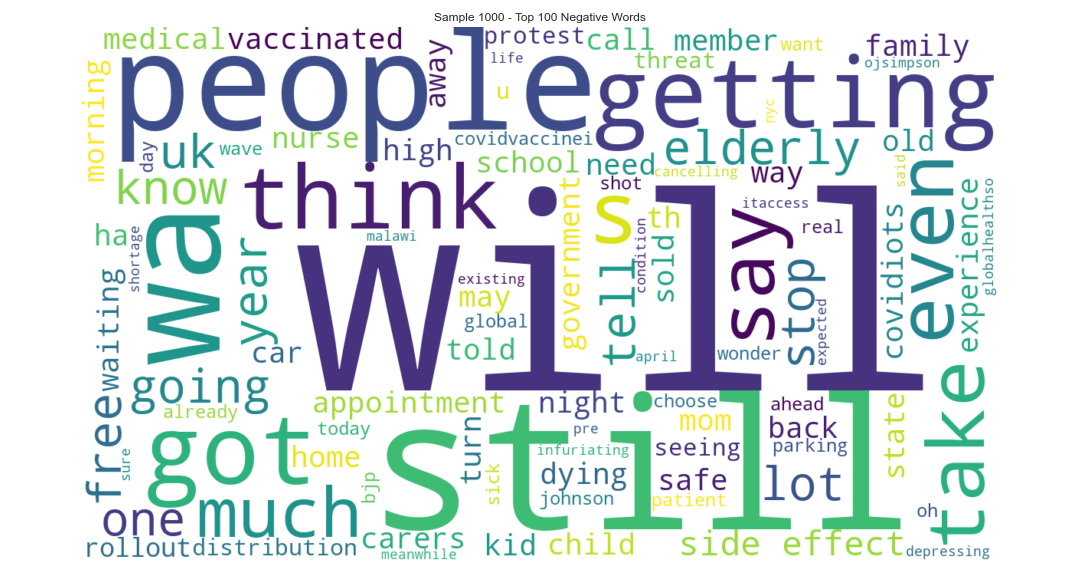 Sample 1000 - Top 100 Negative Words
medical
vaccinated
away
protest
call
member
want
family
life
threat
ojsimpson
morning
people
u
getting
nyc
day
uk
wave
nurse
high
covidvaccinei
school
need
elderly
old
know
think
shot
cancelling
way
said
even
ha
shortage
wa
year
malawi
government
s
th
condition
sold
tell
say
itaccess
real
stop
expected
covidiots
experience
globalhealthso
waiting
will
existing
may
global
told
april
wonder
car
going
already
appointment
night
choose
ahead
state
take
free
sure
got
today
home
bjp
turn
sick
still
pre
infuriating
dying
johnson
mom
seeing
safe
patient
back
parking
lot
one
much
oh
rollout
distribution
carers
meanwhile
kid
child
side effect
depressing